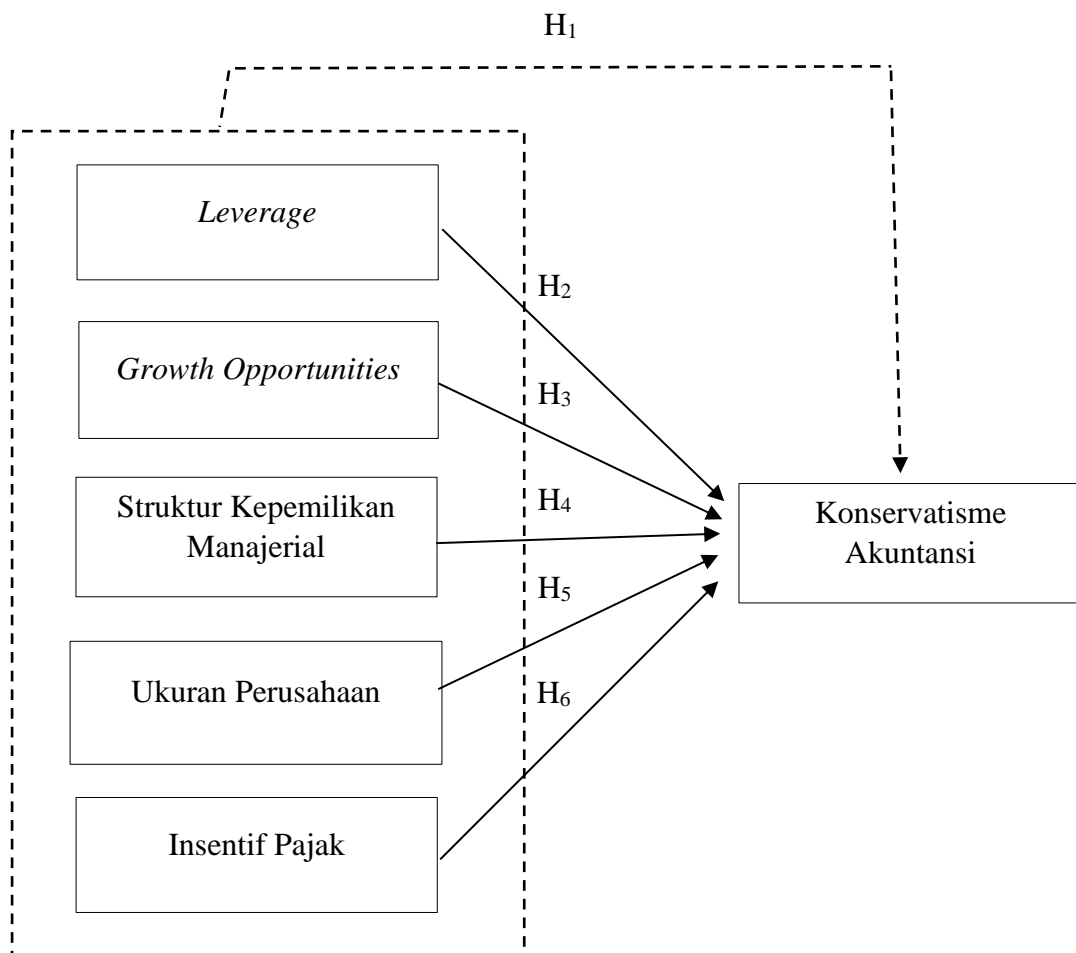 H₁
Leverage
H₂
Growth Opportunities
H₃
Struktur Kepemilikan
Manajerial
H₄
Konservatisme
Akuntansi
H₅
Ukuran Perusahaan
H₆
Insentif Pajak